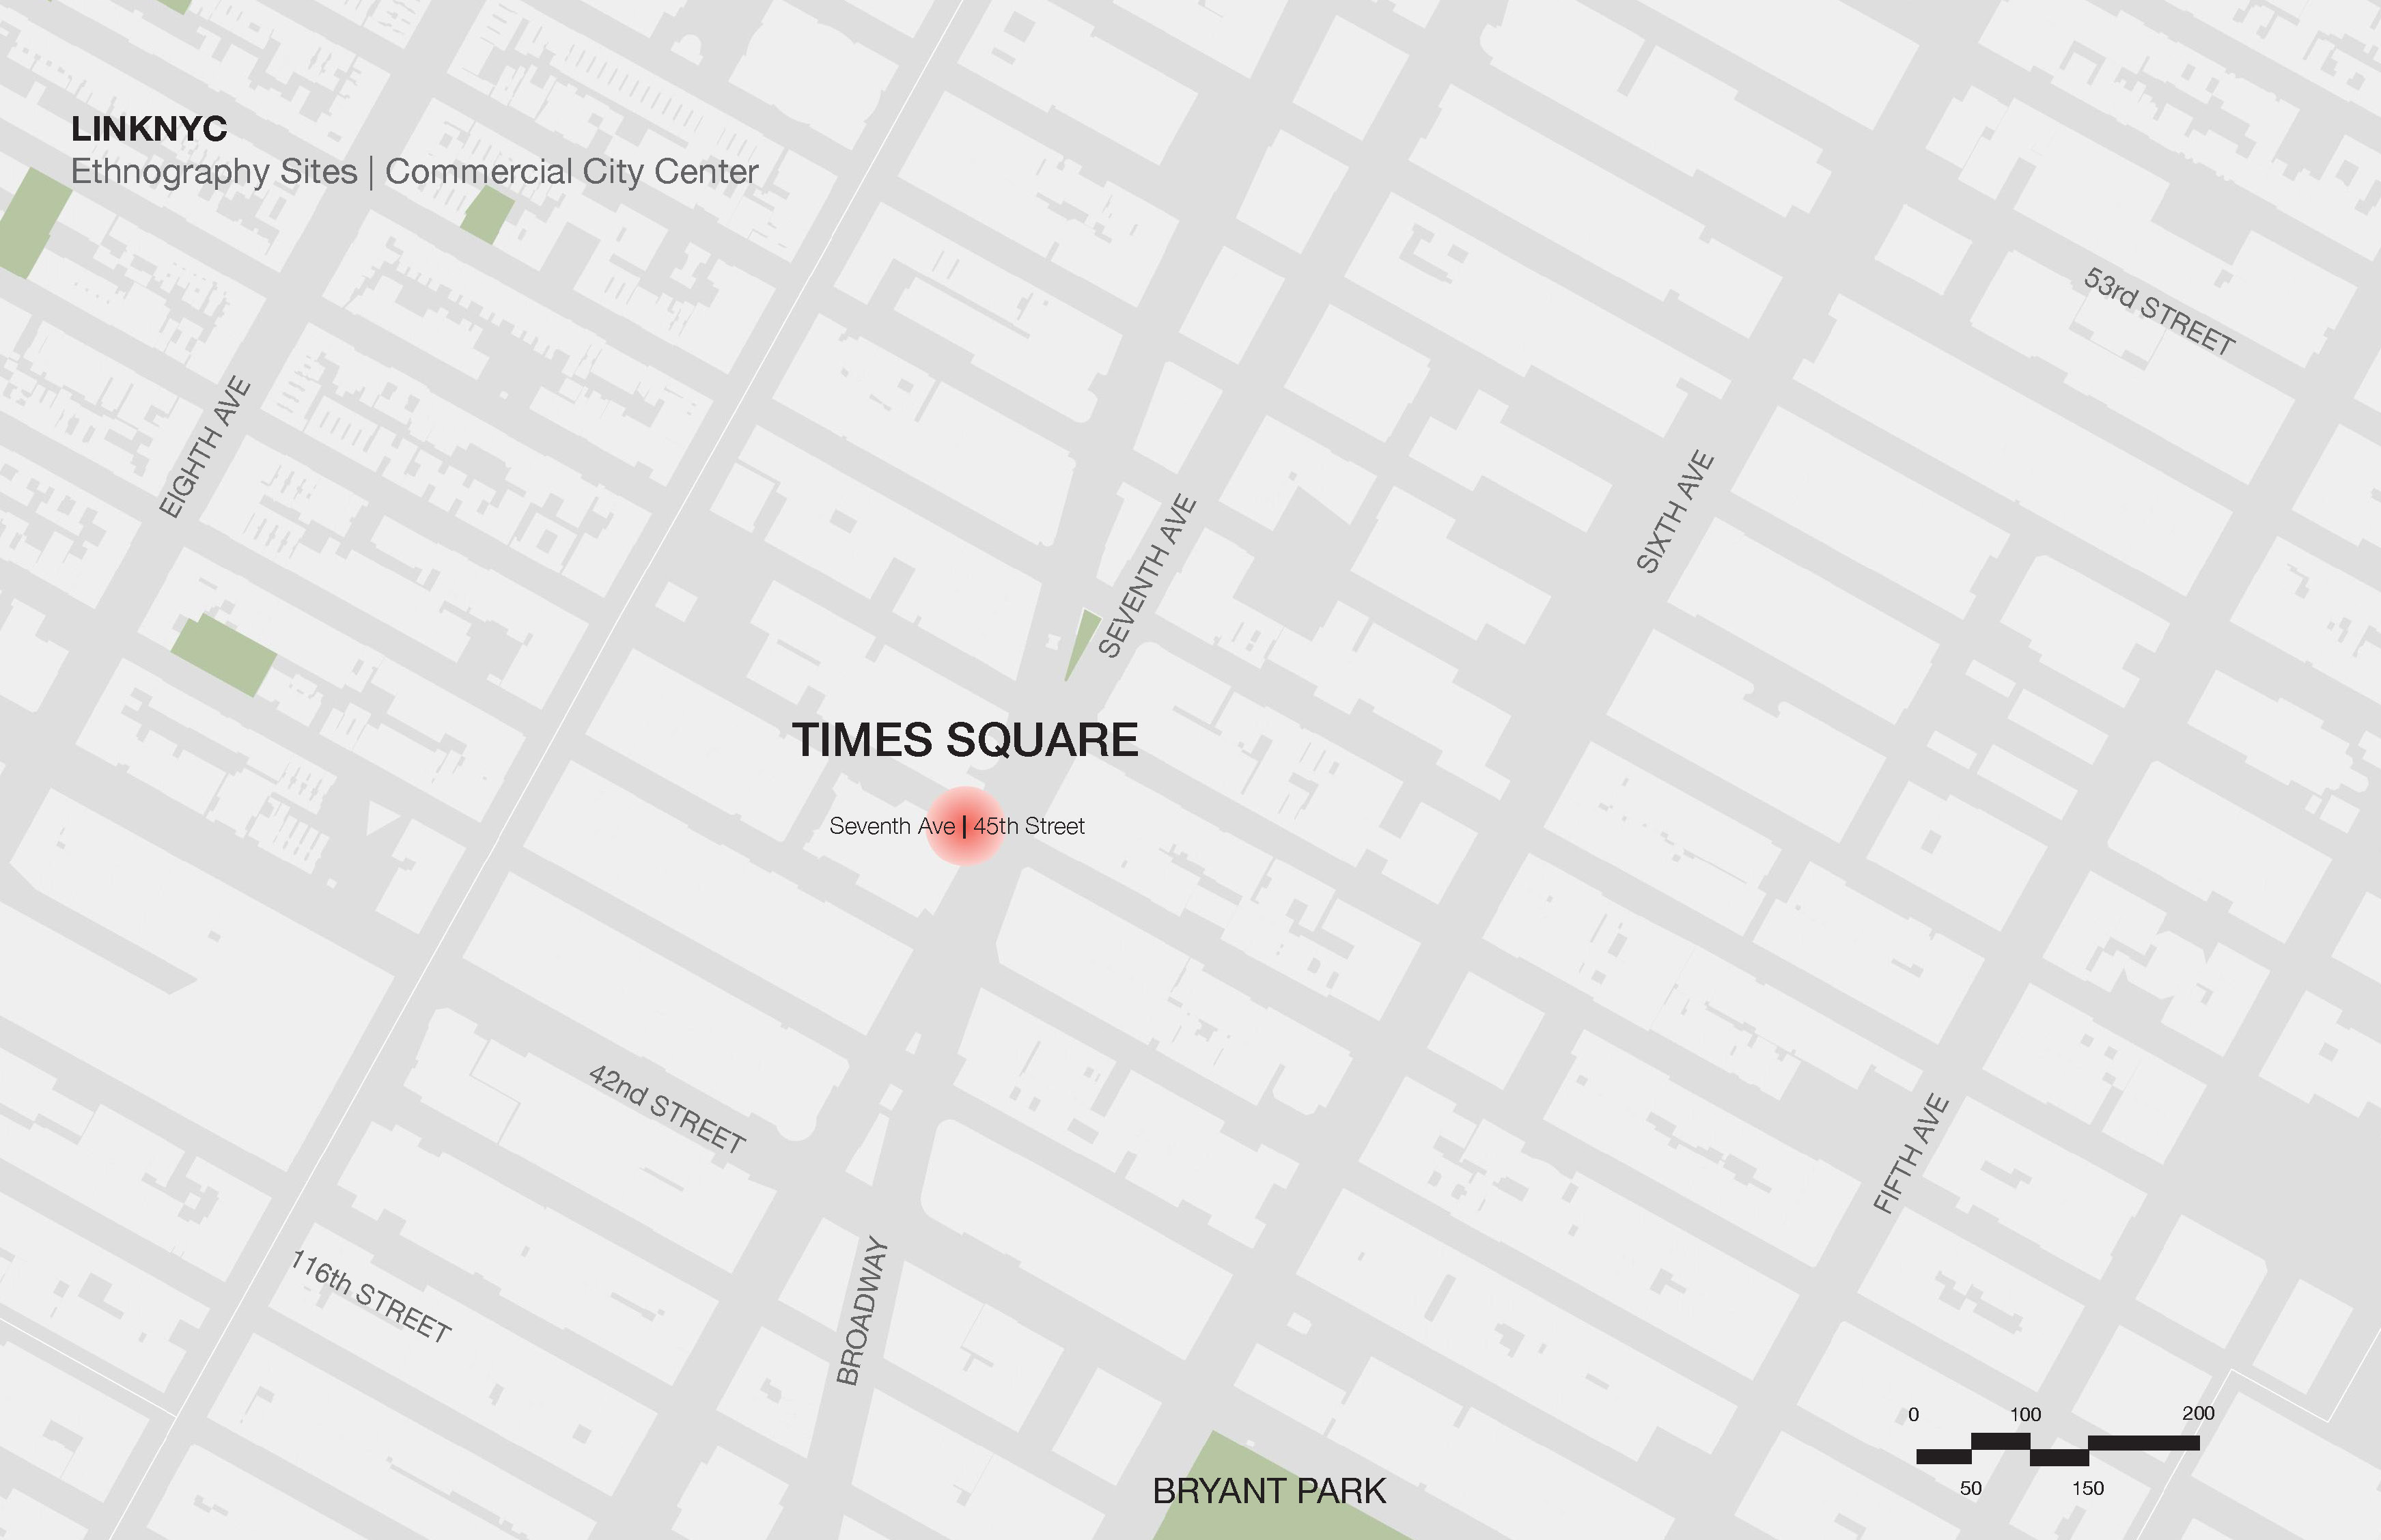 LINKNYC
Ethnography Sites | Commercial City Center
53rd STREET
EIGHTH AVE
SEVENTH AVE
SIXTH AVE
TIMES SQUARE
Seventh Ave | 45th Street
42nd STREET
FIFTH AVE
116th STREET
BROADWAY
0 100 200
50 150
BRYANT PARK